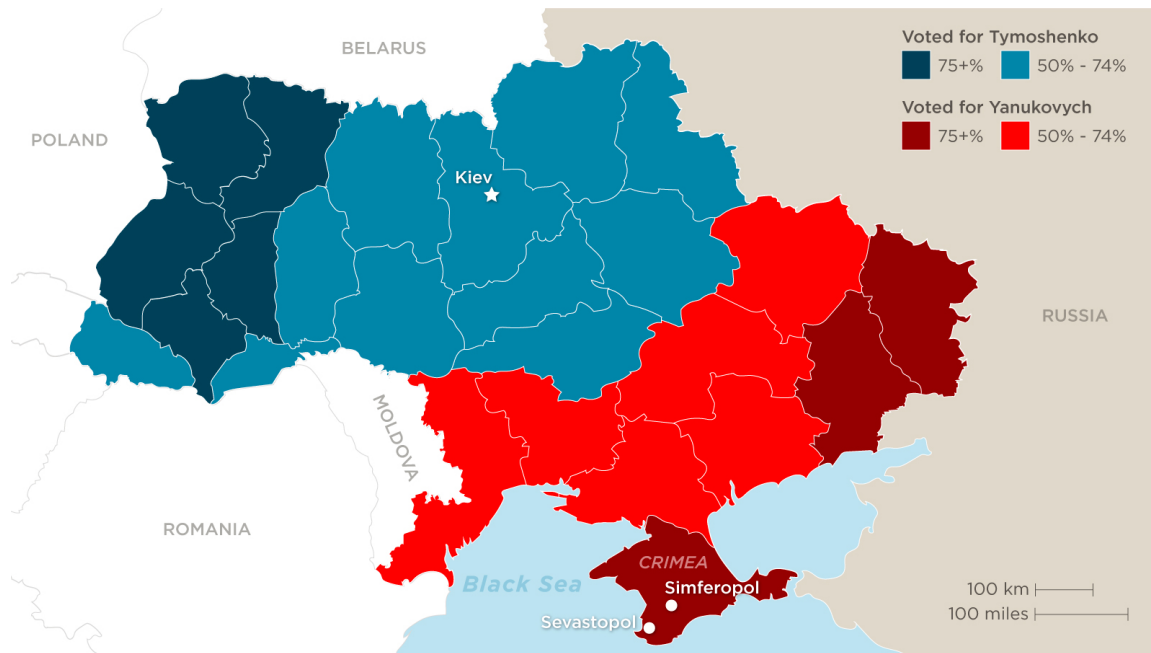 BELARUS
Voted for Tymoshenko
75+%
50% - 74%
Voted for Yanukovych
75+%
50% - 74%
POLAND
Kiev
RUSSIA
MOLDOVA
ROMANIA
CRIMEA
Black Sea
Simferopol
Sevastopol
100 km
100 miles